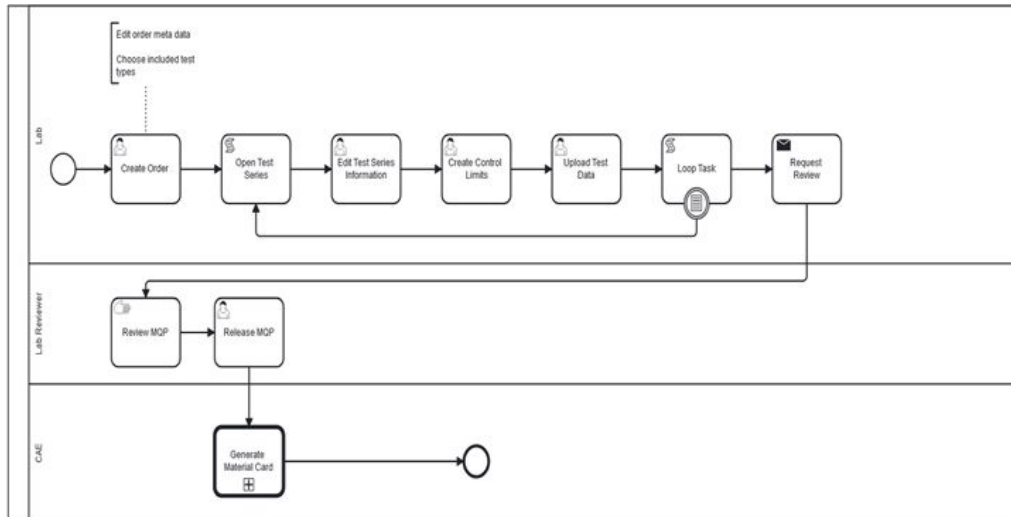 Edit order meta data
Choose included test
types
Lab
Create Order
Open Test
Series
Edit Test Series
Information
Create Control
Limits
Upload Test
Data
Loop Task
Request
Review
Lab Reviewer
Review MQP
Release MQP
CAE
Generate
Material Card